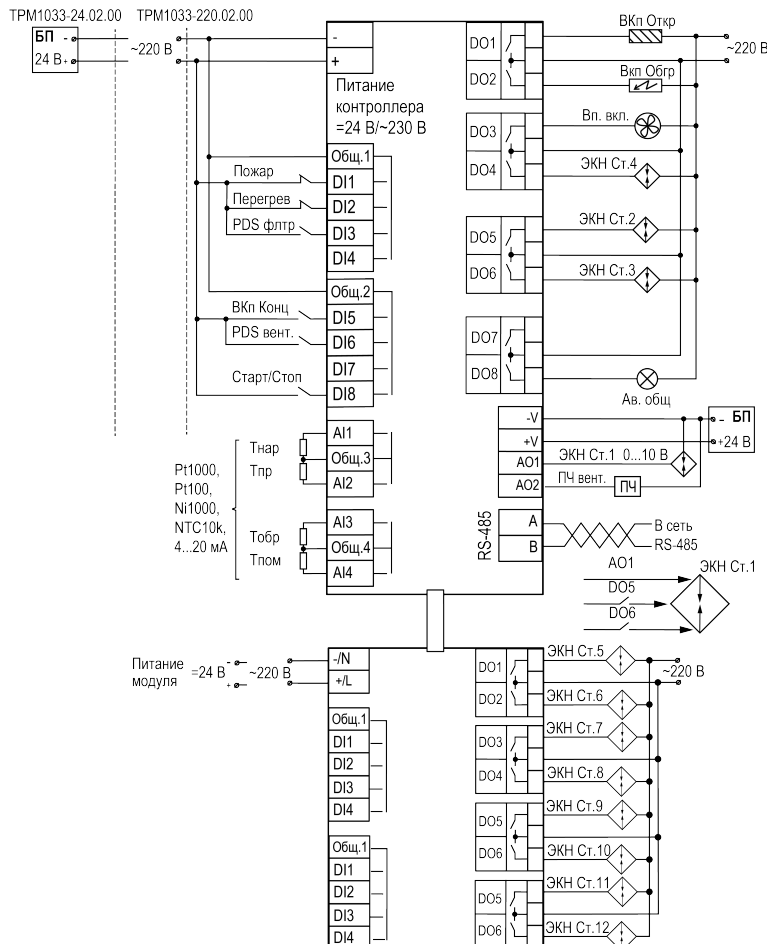 ТРМ1033-24.02.00
ТРМ1033-220.02.00
БП -
24 В +
~220 В
-
+
Питание
контроллера
=24 В/~230 В
Общ.1
DI1
DI2
DI3
DI4
Пожар
Перегрев
PDS флтр
Общ.2
DI5
DI6
DI7
DI8
ВКп Конц
PDS вент.
Старт/Стоп
AI1
Общ.3
AI2
Тнар
Тпр
Pt1000,
Pt100,
Ni1000,
NTC10k,
4...20 мА
AI3
Общ.4
AI4
Тобр
Тпом
DO1
DO2
ВКп Откр
~220 В
Вкп Обгр
DO3
DO4
Вп. вкл.
ЭКН Ст.4
DO5
DO6
ЭКН Ст.2
ЭКН Ст.3
DO7
DO8
Ав. общ
-V
+V
AO1
AO2
- БП
+24 В
ЭКН Ст.1 0...10 В
ПЧ вент.
ПЧ
RS-485
A
B
В сеть
RS-485
AO1
DO5
DO6
ЭКН Ст.1
Питание
модуля
=24 В
-
+
~220 В
-/N
+/L
Общ.1
DI1
DI2
DI3
DI4
Общ.1
DI1
DI2
DI3
DI4
DO1
DO2
ЭКН Ст.5
~220 В
ЭКН Ст.6
DO3
DO4
ЭКН Ст.7
ЭКН Ст.8
DO5
DO6
ЭКН Ст.9
ЭКН Ст.10
DO5
DO6
ЭКН Ст.11
ЭКН Ст.12